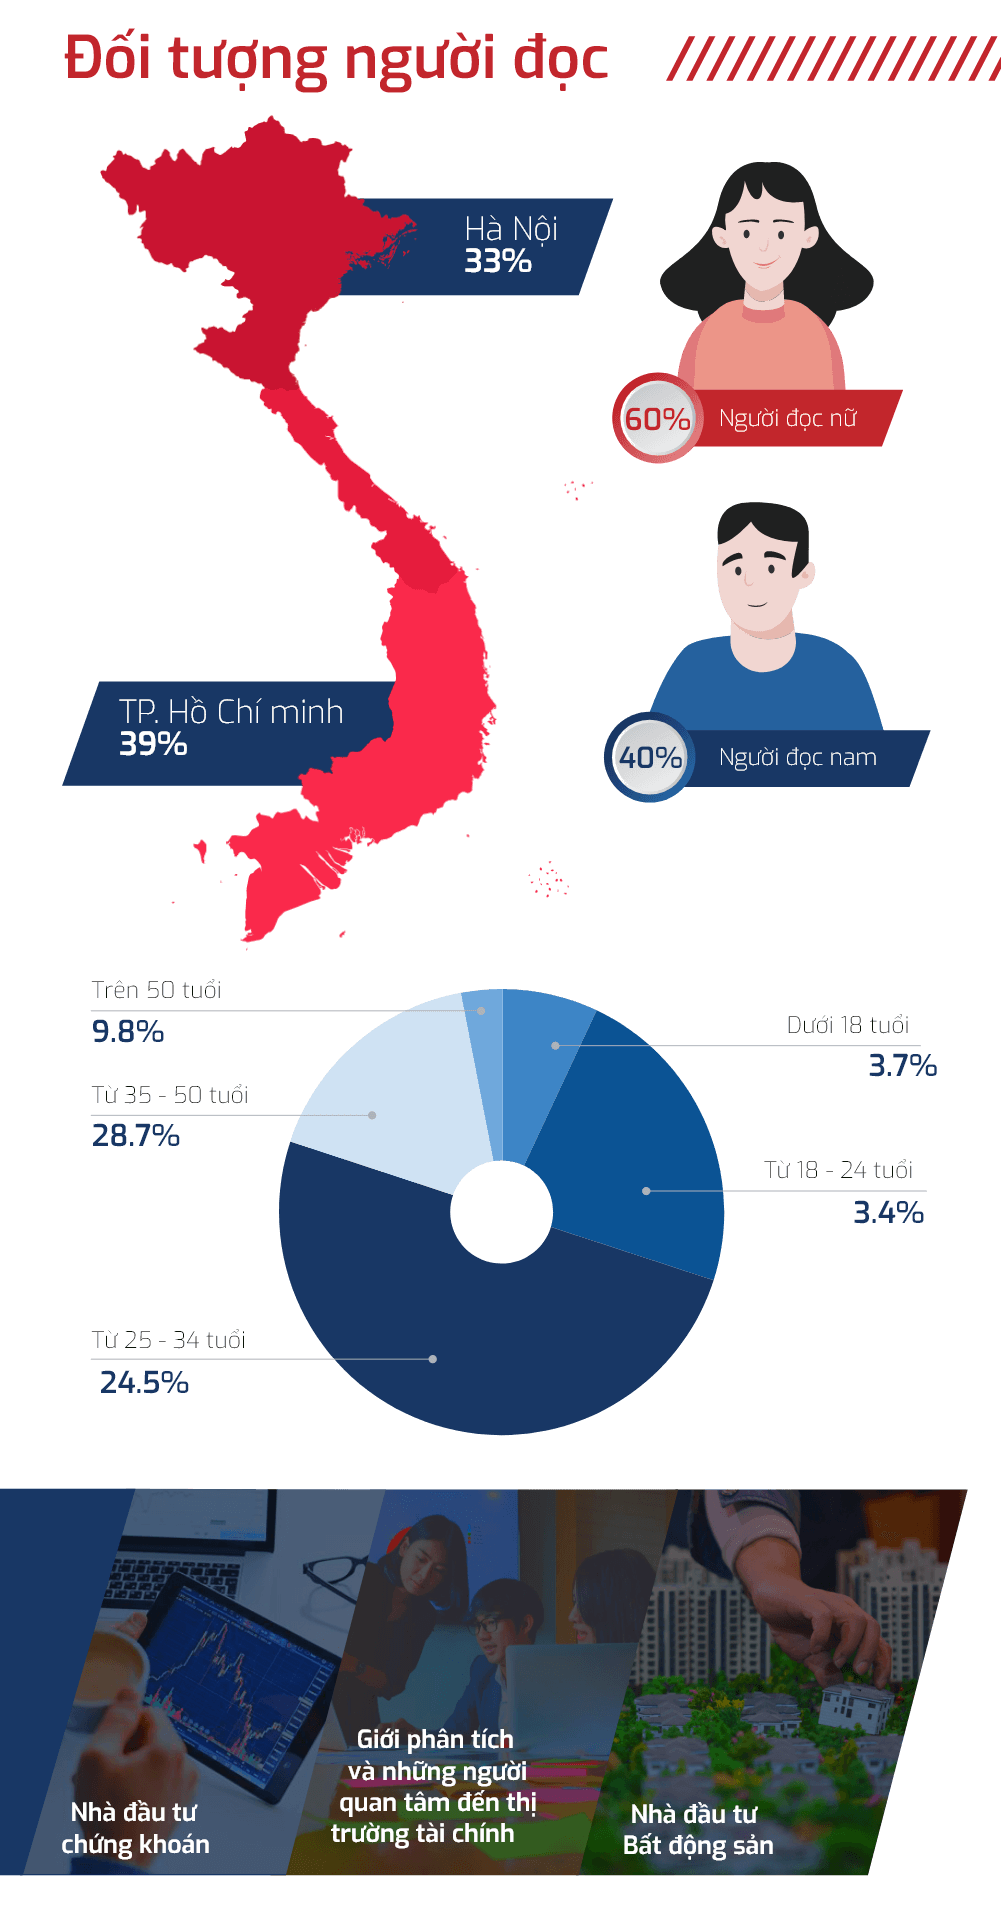 Đối tượng người đọc
Hà Nội
33%
60%
Người đọc nữ
TP. Hồ Chí minh
39%
40%
Người đọc nam
Trên 50 tuổi
9.8%
Dưới 18 tuổi
3.7%
Từ 35 - 50 tuổi
28.7%
Từ 18 - 24 tuổi
3.4%
Từ 25 - 34 tuổi
24.5%
Nhà đầu tư
chứng khoán
Giới phân tích
và những người
quan tâm đến thị
trường tài chính
Nhà đầu tư
Bất động sản